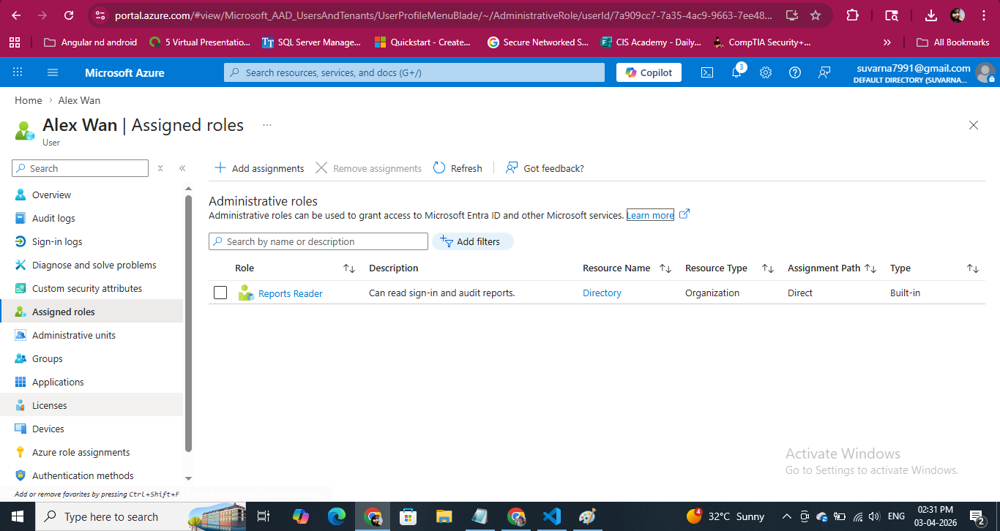 portal.azure.com/#view/Microsoft_AAD_UsersAndTenants/UserProfileMenuBlade/~/AdministrativeRole/userId/7a909cc7-7a35-4ac9-9663-7ee48...
Angular nd android
5 Virtual Presentatio...
SQL Server Manage...
Quickstart - Create...
Secure Networked S...
CIS Academy - Daily...
CompTIA Security+...
»
All Bookmarks
Microsoft Azure
Search resources, services, and docs (G+/)
Copilot
3
suvarna7991@gmail.com
DEFAULT DIRECTORY (SUVARNA...
Home > Alex Wan
Alex Wan | Assigned roles ...
User
Search
«
Add assignments
Remove assignments
Refresh
Got feedback?
Overview
Audit logs
Sign-in logs
Diagnose and solve problems
Custom security attributes
Assigned roles
Administrative units
Groups
Applications
Licenses
Devices
Azure role assignments
Authentication methods
Add or remove favorites by pressing Ctrl+Shift+F
Administrative roles
Administrative roles can be used to grant access to Microsoft Entra ID and other Microsoft services. Learn more
Search by name or description
Add filters
Role Description Resource Name Resource Type Assignment Path Type
Reports Reader Can read sign-in and audit reports. Directory Organization Direct Built-in
Activate Windows
Go to Settings to activate Windows.
Type here to search
32°C Sunny
ENG
02:31 PM
03-04-2026
2